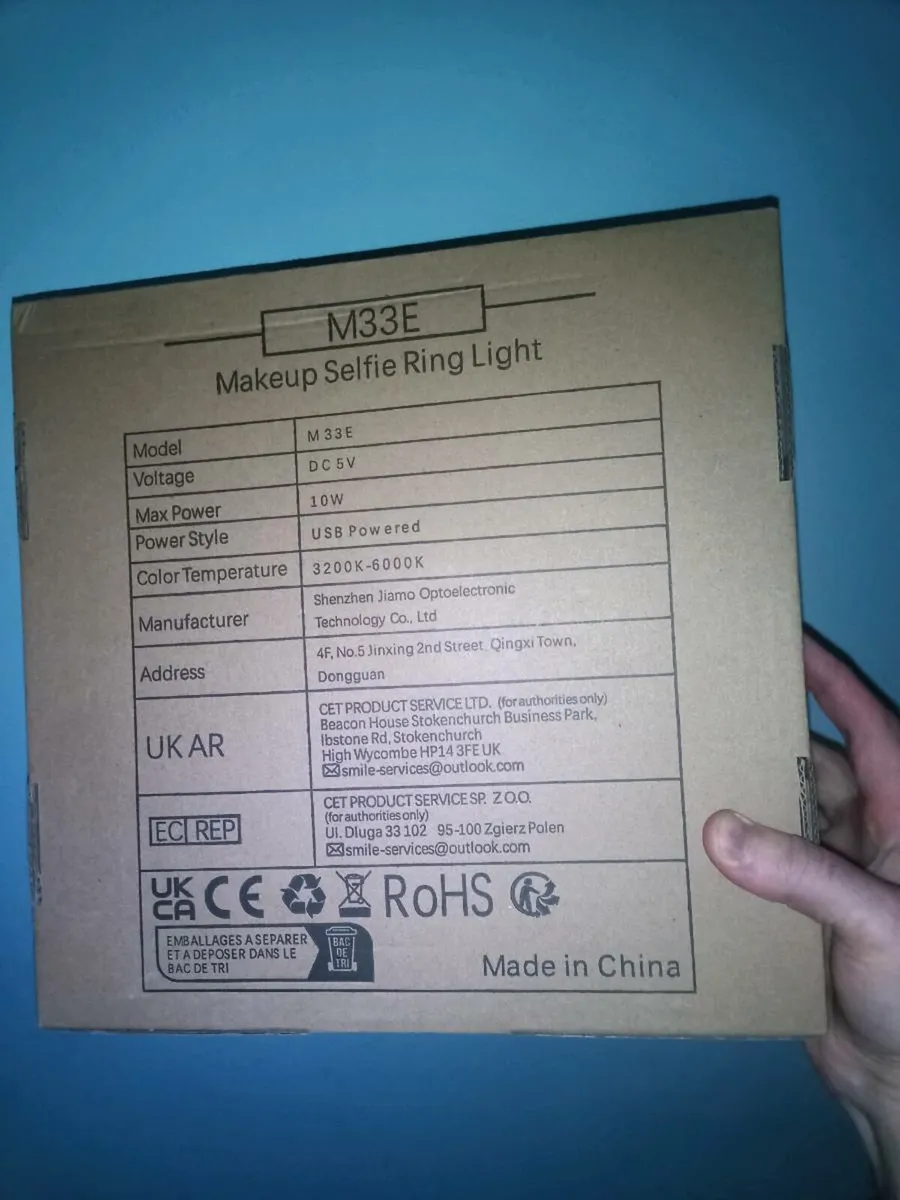 M33E
Makeup Selfie Ring Light
Model
M33E
Voltage
DC 5V
Max Power
10W
Power Style
USB Powered
Color Temperature
3200K-6000K
Manufacturer
Shenzhen Jiamo Optoelectronic
Technology Co., Ltd
Address
4F, No.5 Jinxing 2nd Street, Qingxi Town,
Dongguan
UK AR
CET PRODUCT SERVICE LTD. (for authorities only)
Beacon House Stokenchurch Business Park,
Ibstone Rd, Stokenchurch
High Wycombe HP14 3FE UK
smile-services@outlook.com
EC REP
CET PRODUCT SERVICE SP. Z O.O.
(for authorities only)
Ul. Dluga 33 102 95-100 Zgierz Polen
smile-services@outlook.com
UK
CA
CE
RoHS
EMBALLAGES A SEPARER
ET A DEPOSER DANS LE
BAC DE TRI
BAC
DE
TRI
Made in China